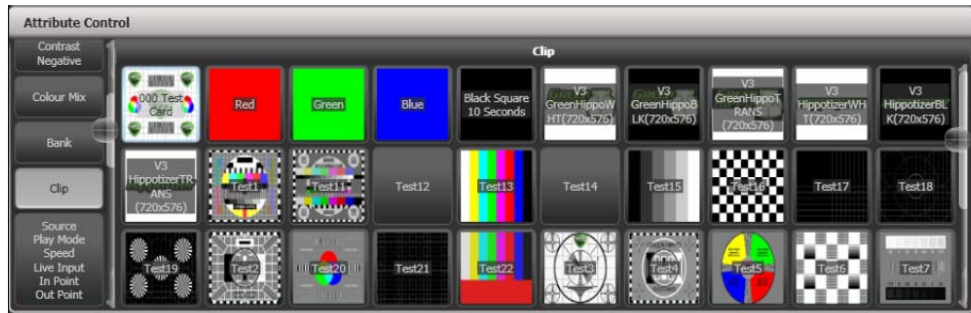 Attribute Control
Contrast
Negative
Colour Mix
Bank
Clip
Source
Play Mode
Speed
Live Input
In Point
Out Point
Clip
000 Test
Card
Red
Green
Blue
Black Square
10 Seconds
V3
GreenHippoW
HT(720x576)
V3
GreenHippoB
LK(720x576)
V3
GreenHippoT
RANS
(720x576)
V3
HippotizerWH
T(720x576)
V3
HippotizerBL
K(720x576)
V3
HippotizerTR
ANS
(720x576)
Test1
Test11
Test12
Test13
Test14
Test15
Test16
Test17
Test18
Test19
Test2
Test20
Test21
Test22
Test3
Test4
Test5
Test6
Test7